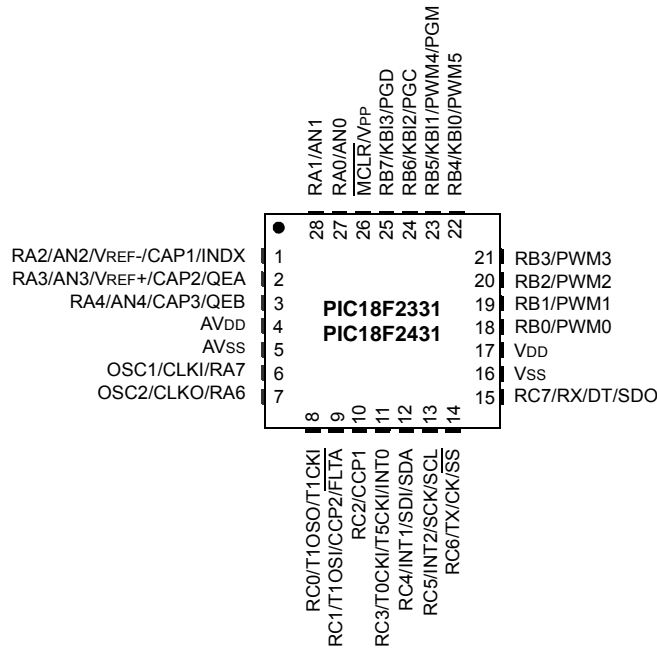 RA1/AN1
RA0/AN0
MCLR/VPP
RB7/KBI3/PGD
RB6/KBI2/PGC
RB5/KBI1/PWM4/PGM
RB4/KBI0/PWM5
28
27
26
25
24
23
22
RA2/AN2/VREF-/CAP1/INDX
1
RA3/AN3/VREF+/CAP2/QEA
2
RA4/AN4/CAP3/QEB
3
AVDD
4
AVSS
5
OSC1/CLKI/RA7
6
OSC2/CLKO/RA6
7
PIC18F2331
PIC18F2431
21 RB3/PWM3
20 RB2/PWM2
19 RB1/PWM1
18 RB0/PWM0
17 VDD
16 VSS
15 RC7/RX/DT/SDO
8
9
10
11
12
13
14
RC0/T1OSO/T1CKI
RC1/T1OSI/CCP2/FLTA
RC2/CCP1
RC3/T0CKI/T5CKI/INT0
RC4/INT1/SDI/SDA
RC5/INT2/SCK/SCL
RC6/TX/CK/SS